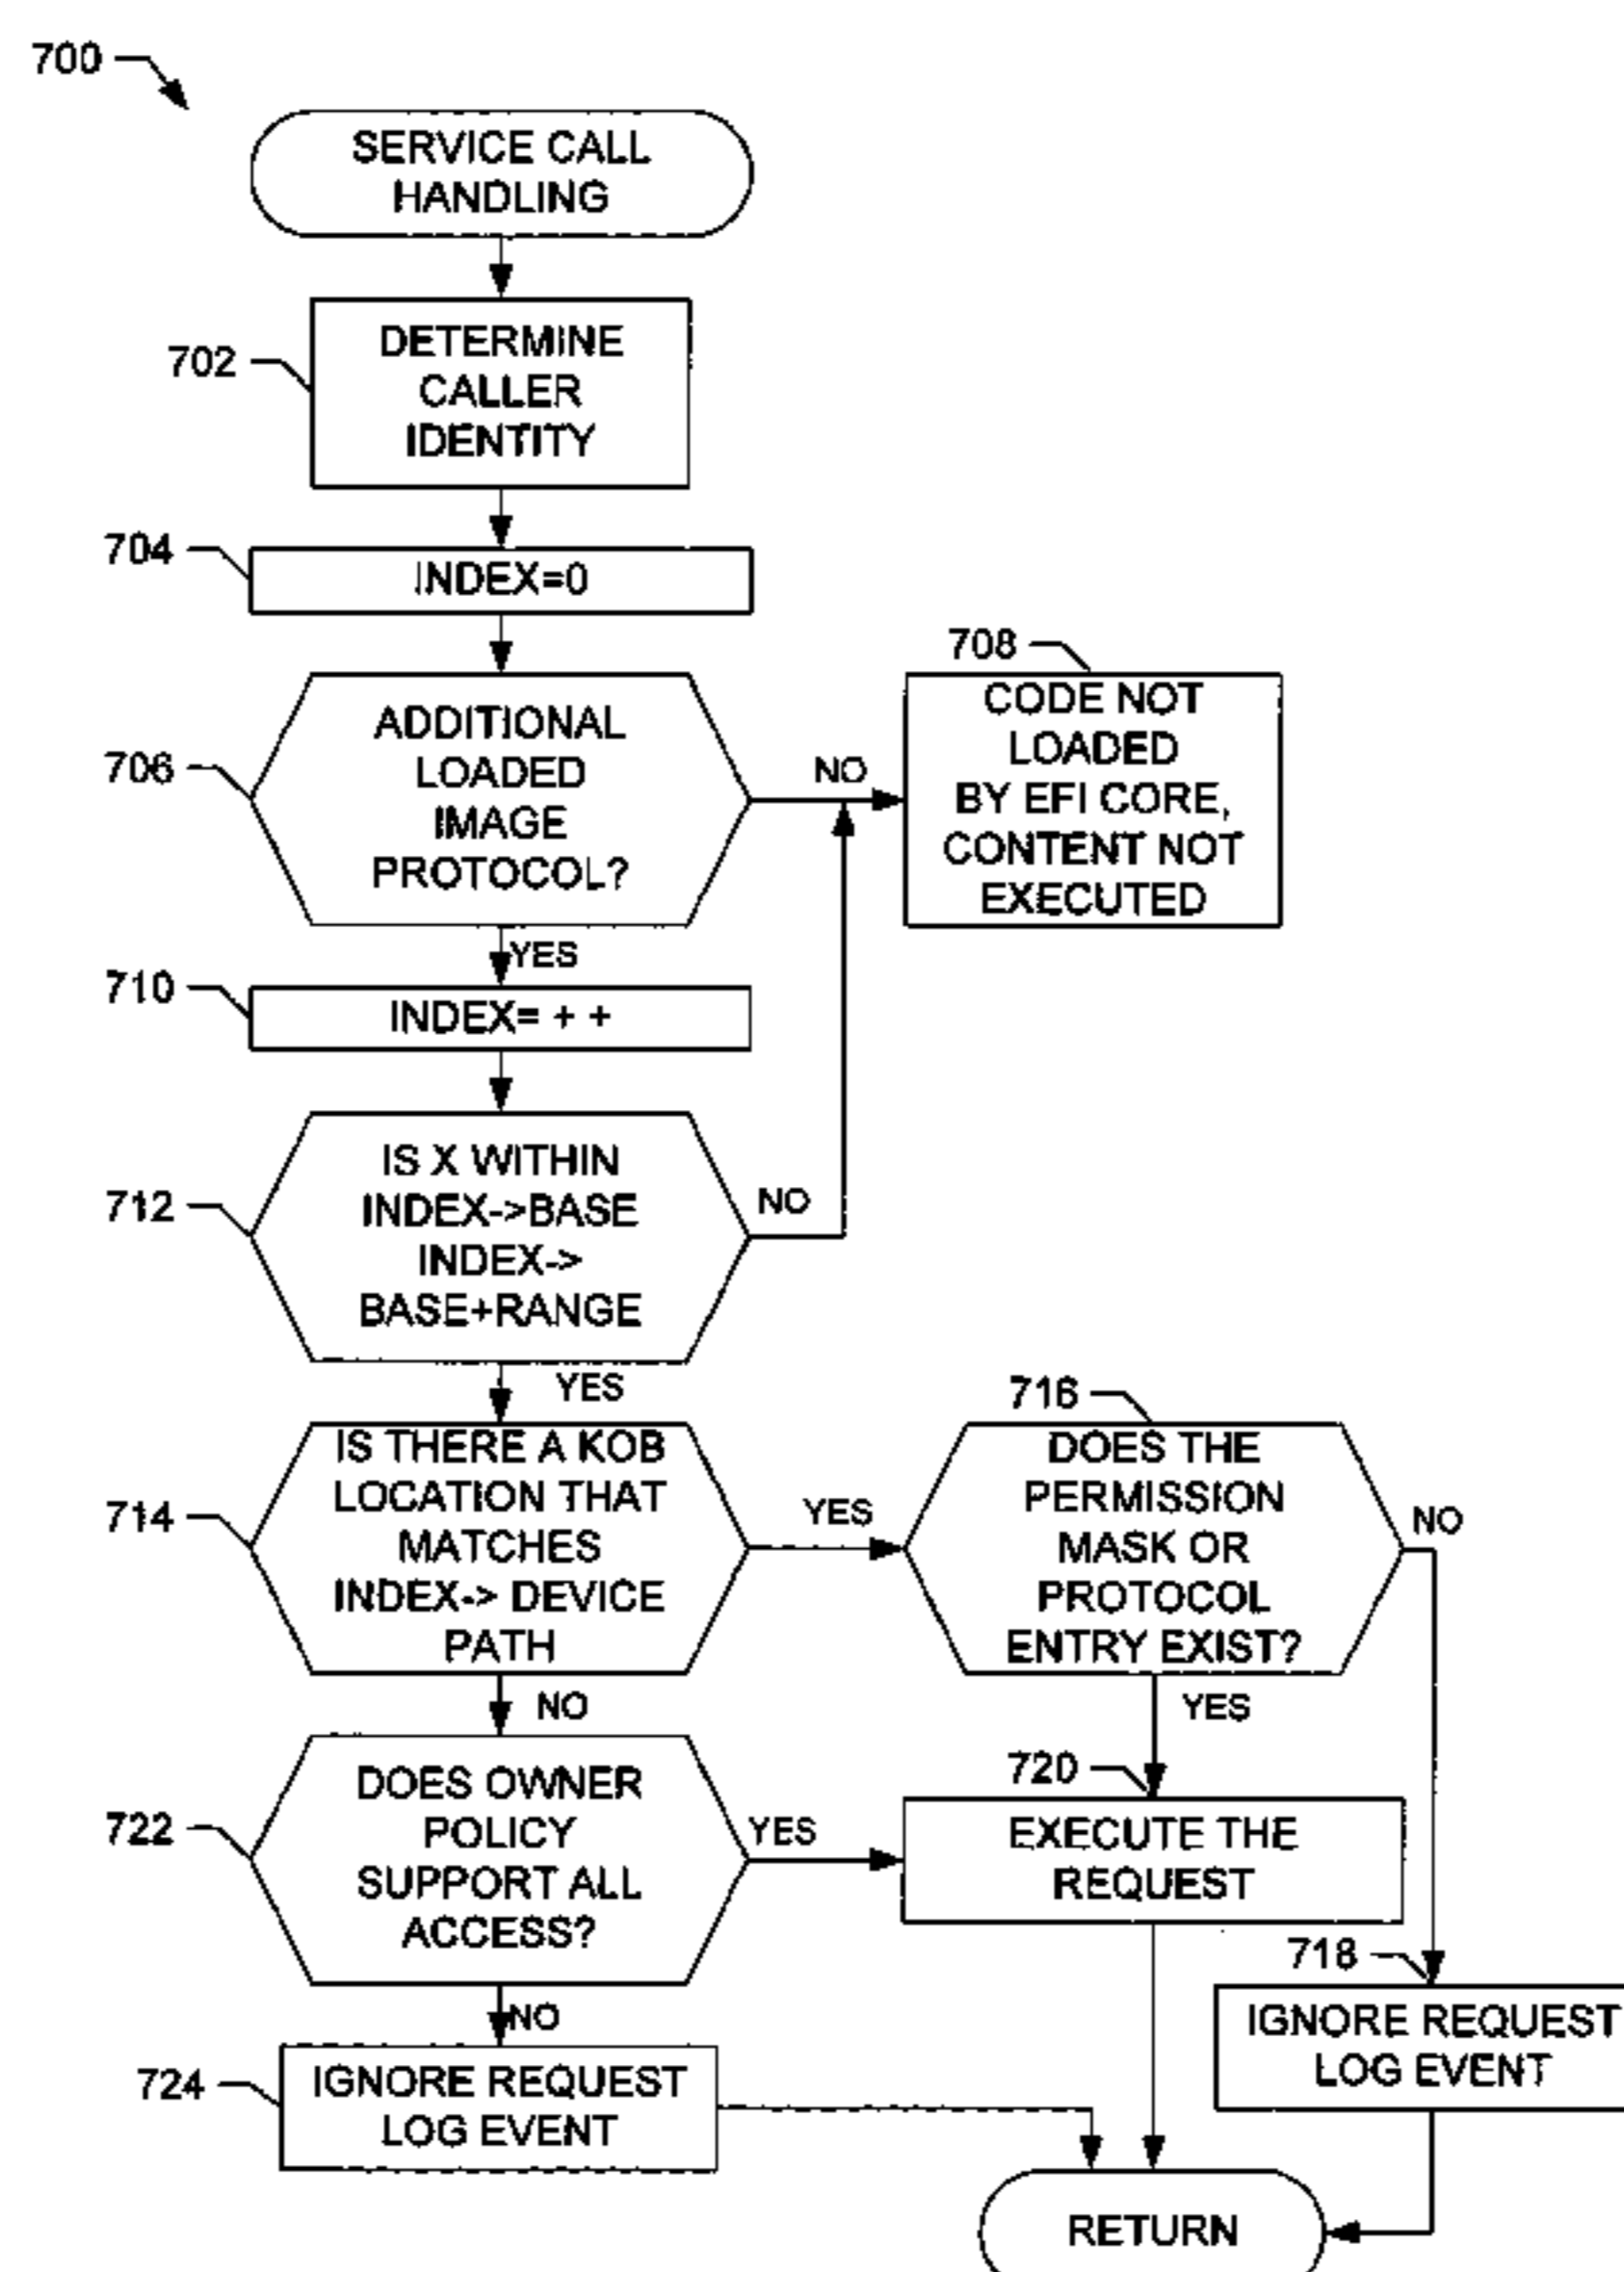 700
SERVICE CALL
HANDLING
702
DETERMINE
CALLER
IDENTITY
704
INDEX=0
706
ADDITIONAL
LOADED
IMAGE
PROTOCOL?
NO
708
CODE NOT
LOADED
BY EFI CORE,
CONTENT NOT
EXECUTED
YES
710
INDEX= + +
712
IS X WITHIN
INDEX->BASE
INDEX->
BASE+RANGE
NO
YES
714
IS THERE A KOB
LOCATION THAT
MATCHES
INDEX-> DEVICE
PATH
YES
716
DOES THE
PERMISSION
MASK OR
PROTOCOL
ENTRY EXIST?
NO
NO
YES
722
DOES OWNER
POLICY
SUPPORT ALL
ACCESS?
YES
720
EXECUTE THE
REQUEST
718
IGNORE REQUEST
LOG EVENT
NO
724
IGNORE REQUEST
LOG EVENT
RETURN